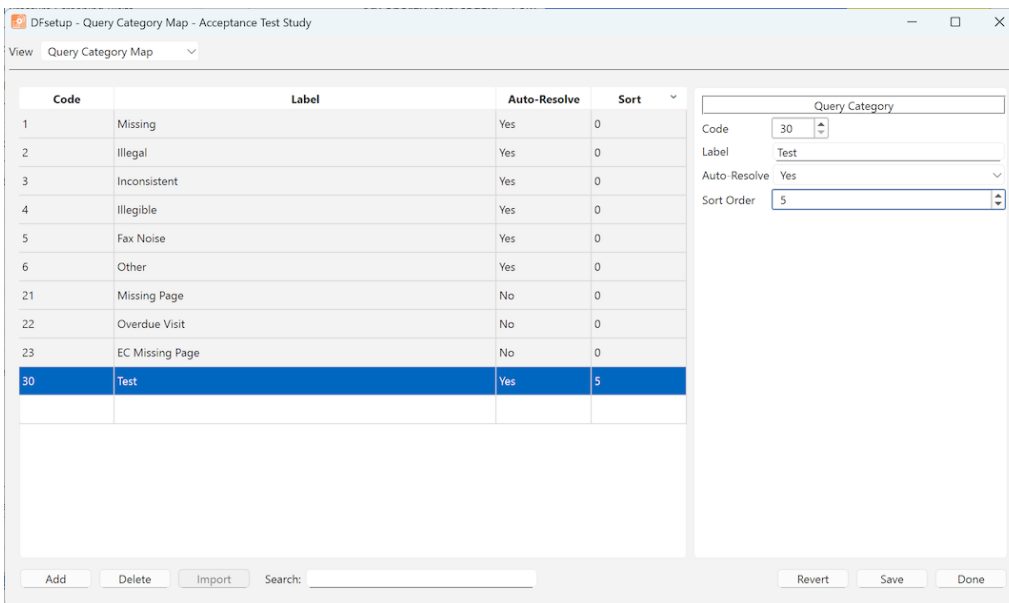 DFsetup - Query Category Map - Acceptance Test Study
View Query Category Map
Code Label Auto-Resolve Sort
1 Missing Yes 0
2 Illegal Yes 0
3 Inconsistent Yes 0
4 Illegible Yes 0
5 Fax Noise Yes 0
6 Other Yes 0
21 Missing Page No 0
22 Overdue Visit No 0
23 EC Missing Page No 0
30 Test Yes 5
Query Category
Code 30
Label Test
Auto-Resolve Yes
Sort Order 5
Add Delete Import Search: Revert Save Done